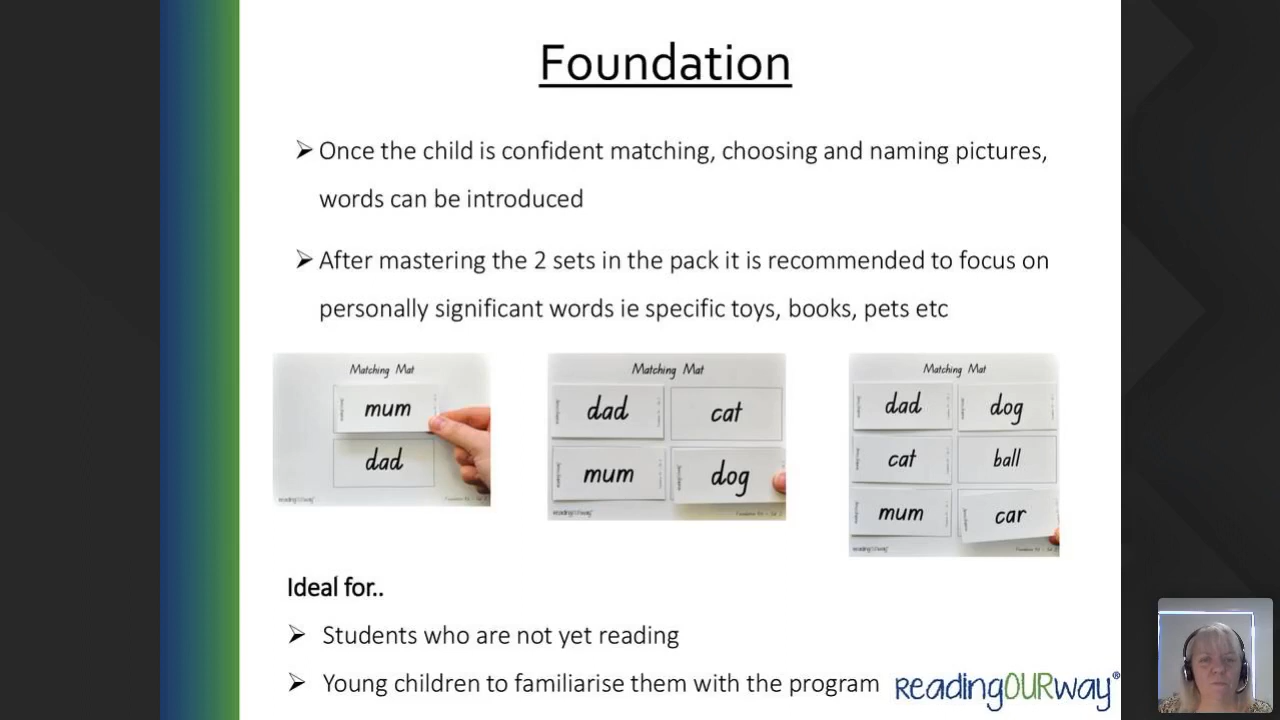 Foundation
Once the child is confident matching, choosing and naming pictures,
words can be introduced
After mastering the 2 sets in the pack it is recommended to focus on
personally significant words ie specific toys, books, pets etc
Matching Mat
mum
dad
readingOURway
Matching Mat
dad cat
mum dog
readingOURway
Matching Mat
dad dog
cat ball
mum car
readingOURway
Ideal for..
Students who are not yet reading
Young children to familiarise them with the program
readingOURway®